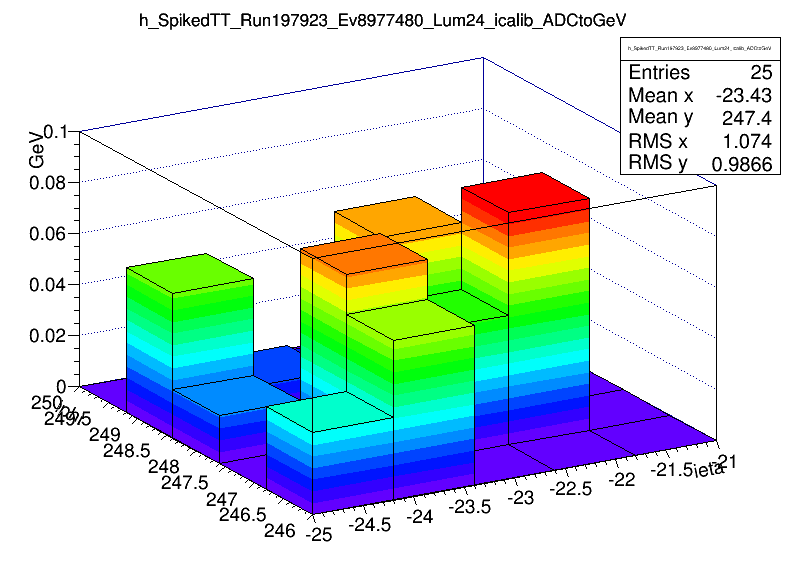 h_SpikedTT_Run197923_Ev8977480_Lum24_icalib_ADCtoGeV
h_SpikedTT_Run197923_Ev8977480_Lum24_icalib_ADCtoGeV
Entries 25
Mean x -23.43
Mean y 247.4
RMS x 1.074
RMS y 0.9866
GeV
0.1
0.08
0.06
0.04
0.02
0
250
249.5
249
248.5
248
247.5
247
246.5
246
-25
-24.5
-24
-23.5
-23
-22.5
-22
-21.5
-21
ieta